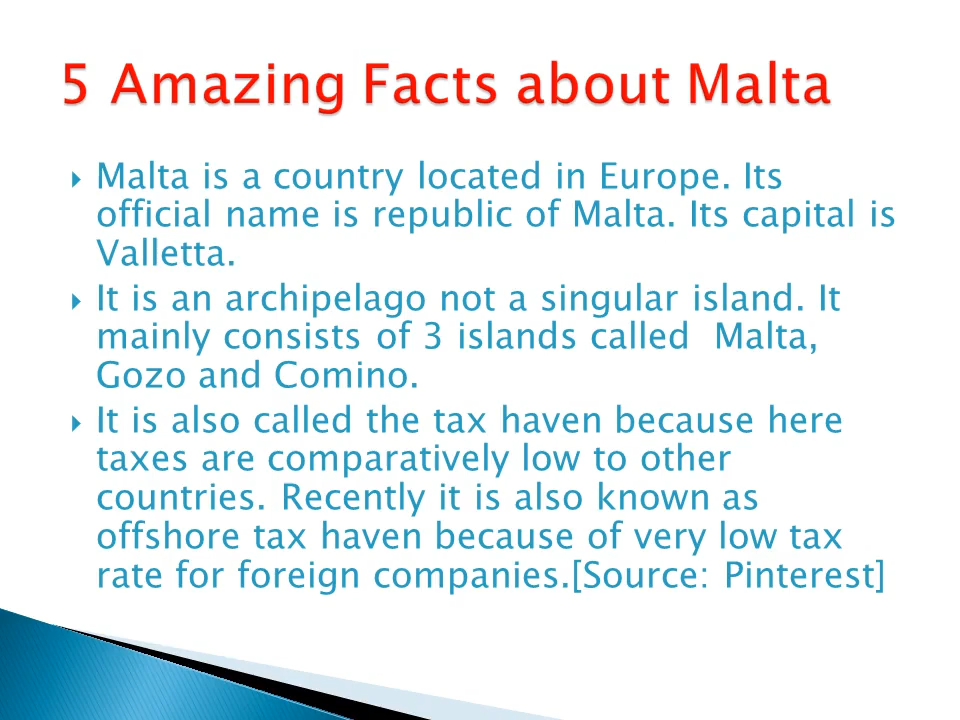 5 Amazing Facts about Malta
Malta is a country located in Europe. Its
official name is republic of Malta. Its capital is
Valletta.
It is an archipelago not a singular island. It
mainly consists of 3 islands called  Malta,
Gozo and Comino.
It is also called the tax haven because here
taxes are comparatively low to other
countries. Recently it is also known as
offshore tax haven because of very low tax
rate for foreign companies.[Source: Pinterest]